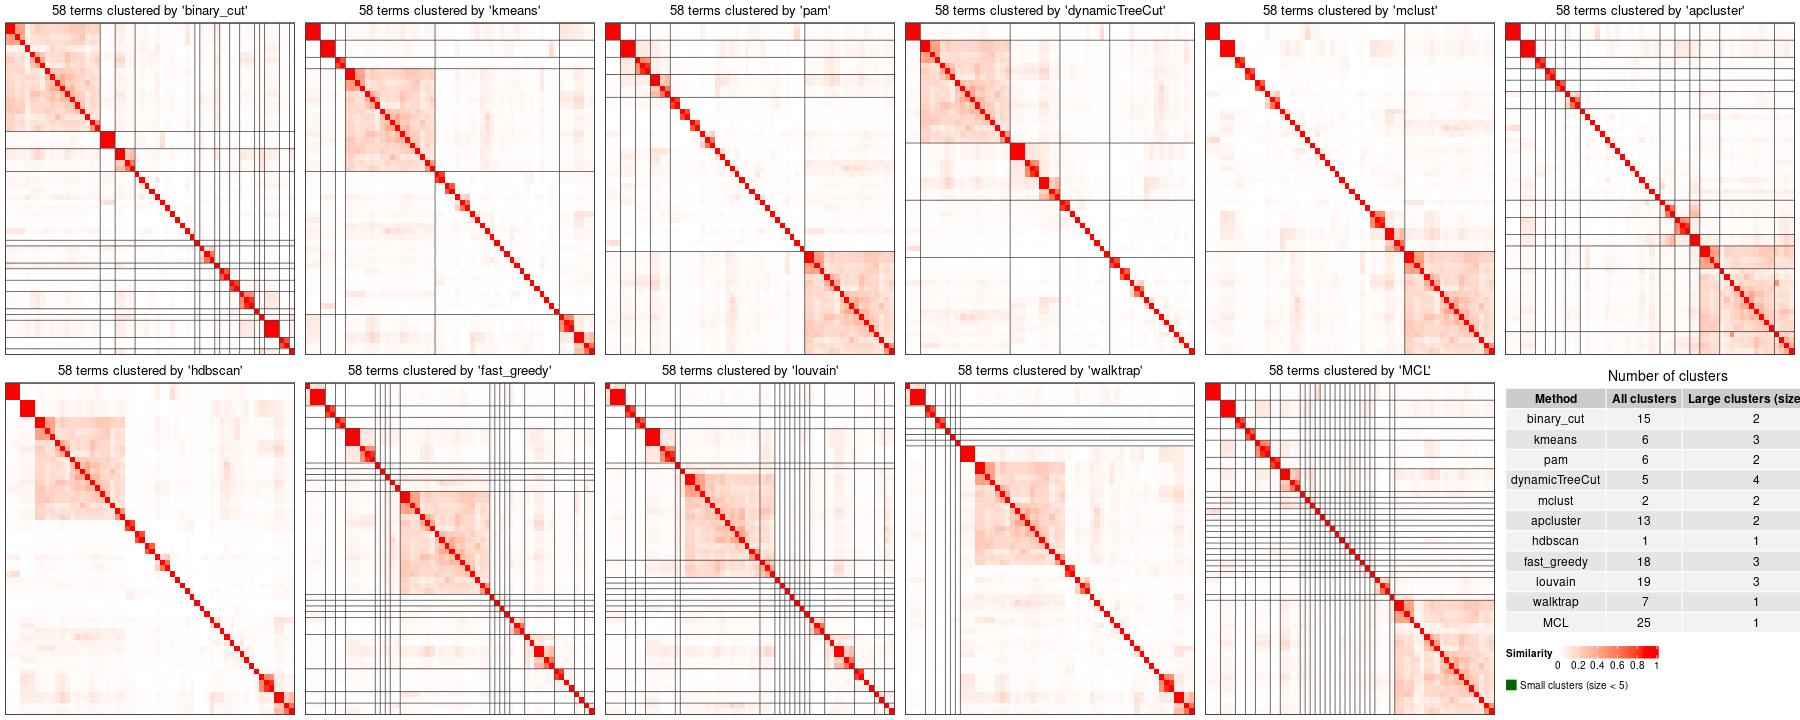 58 terms clustered by 'binary_cut'
58 terms clustered by 'kmeans'
58 terms clustered by 'pam'
58 terms clustered by 'dynamicTreeCut'
58 terms clustered by 'mclust'
58 terms clustered by 'apcluster'
58 terms clustered by 'hdbscan'
58 terms clustered by 'fast_greedy'
58 terms clustered by 'louvain'
58 terms clustered by 'walktrap'
58 terms clustered by 'MCL'
Number of clusters
Method All clusters Large clusters (size
binary_cut 15 2
kmeans 6 3
pam 6 2
dynamicTreeCut 5 4
mclust 2 2
apcluster 13 2
hdbscan 1 1
fast_greedy 18 3
louvain 19 3
walktrap 7 1
MCL 25 1
Similarity
0 0.2 0.4 0.6 0.8 1
Small clusters (size < 5)